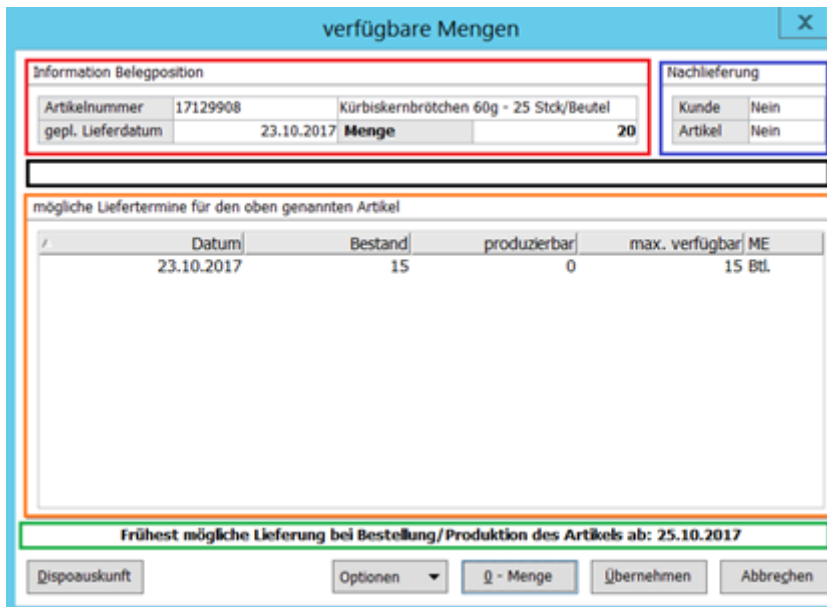 verfügbare Mengen
X
Information Belegposition
Nachlieferung
Artikelnummer 17129908 Kürbiskernbrötchen 60g - 25 Stck/Beutel
Kunde Nein
gepl. Lieferdatum 23.10.2017 Menge 20
Artikel Nein
mögliche Liefertermine für den oben genannten Artikel
Datum Bestand produzierbar max. verfügbar ME
23.10.2017 15 0 15 Btl.
Frühest mögliche Lieferung bei Bestellung/Produktion des Artikels ab: 25.10.2017
Dispoauskunft Optionen 0 - Menge Übernehmen Abbrechen